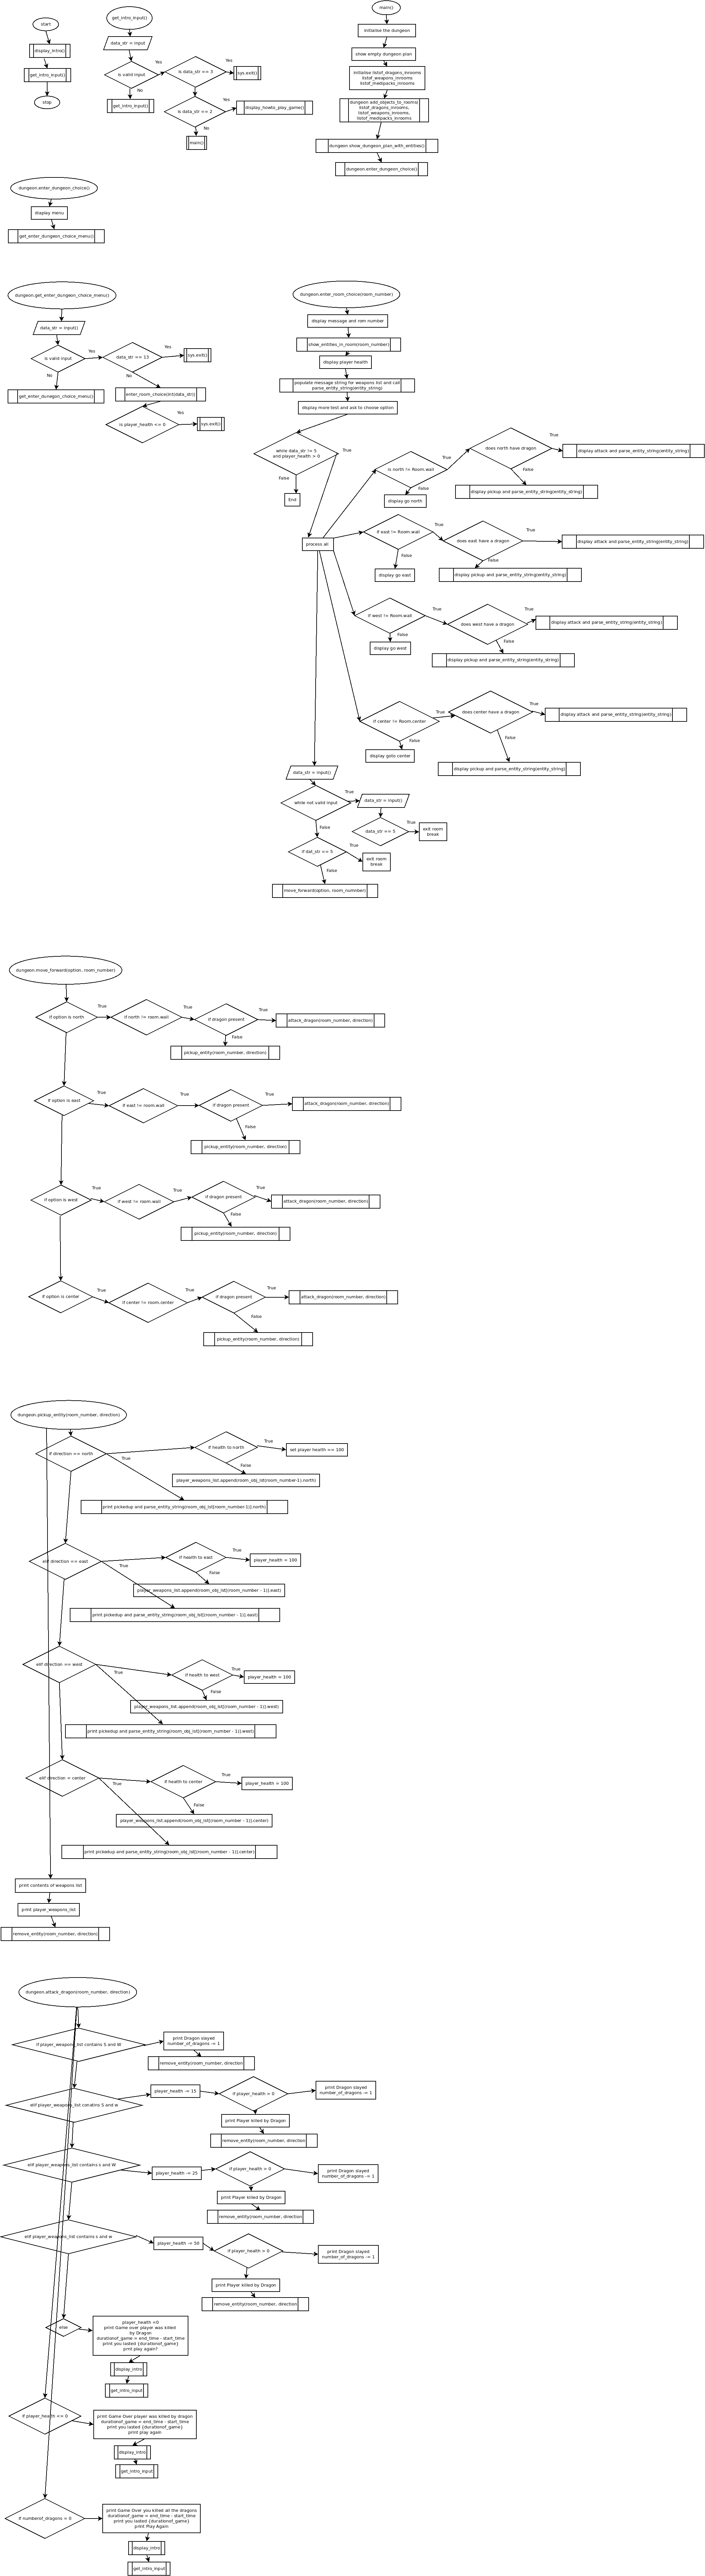 start
display_intro()
get_intro_input()
stop
get_intro_input()
data_str = input
is valid input
Yes
No
get_intro_input()
is data_str == 3
Yes
sys.exit()
is data_str == 2
Yes
display_howto_play_game()
No
main()
main()
Initialise the dungeon
show empty dungeon plan
initialise listof_dragons_inrooms
listof_weapons_inrooms
listof_medipacks_inrooms
dungeon add_objects_to_rooms(
listof_dragons_inrooms,
listof_weapons_inrooms,
listof_medipacks_inrooms
dungeon show_dungeon_plan_with_entities()
dungeon.enter_dungeon_choice()
dungeon.enter_dungeon_choice()
display menu
get_enter_dungeon_choice_menu()
dungeon.get_enter_dungeon_choice_menu()
data_str = input()
is valid input
Yes
No
get_enter_dunegon_choice_menu()
data_str == 13
Yes
sys.exit()
No
enter_room_choice(int(data_str))
is player_health <= 0
Yes
sys.exit()
dungeon.enter_room_choice(room_number)
display message and rom number
show_entities_in_room(room_number)
display player health
populate message string for weapons list and call
parse_entity_string(entity_string)
display more text and ask to choose option
while data_str != 5
and player_health > 0
True
False
End
process alr
is north != Room.wall
True
False
display go north
does north have dragon
True
display attack and parse_entity_string(entity_string)
False
display pickup and parse_entity_string(entity_string)
if east != Room.wall
True
False
display go east
does east have a dragon
True
display attack and parse_entity_string(entity_string)
False
display pickup and parse_entity_string(entity_string)
if west != Room.wall
True
False
display go west
does west have a dragon
True
display attack and parse_entity_string(entity_string)
False
display pickup and parse_entity_string(entity_string)
if center != Room.center
True
False
display goto center
does center have a dragon
True
display attack and parse_entity_string(entity_string)
False
display pickup and parse_entity_string(entity_string)
data_str = input()
while not valid input
True
data_str = input()
False
data_str == 5
True
exit room
break
if dat_str == 5
True
exit room
break
False
move_forward(option, room_numnber)
dungeon.move_forward(option, room_number)
if option is north
True
if north != room.wall
True
if dragon present
True
attack_dragon(room_number, direction)
False
pickup_entity(room_number, direction)
if option is east
True
if east != room.wall
True
if dragon present
True
attack_dragon(room_number, direction)
False
pickup_entity(room_number, direction)
if option is west
True
if west != room.wall
True
if dragon present
True
attack_dragon(room_number, direction)
False
pickup_entity(room_number, direction)
if option is center
True
if center != room.center
True
if dragon present
True
attack_dragon(room_number, direction)
False
pickup_entity(room_number, direction)
dungeon pickup_entity(room_number, direction)
if direction == north
True
if health to north
True
set player health == 100
False
player_weapons_list.append(room_obj_lst(room_number-1).north)
print pickedup and parse_entity_string(room_obj_lst[room_number-1)].north)
elif direction == east
True
if health to east
True
player_health = 100
False
player_weapons_list.append(room_obj_lst[(room_number - 1)].east)
print pickedup and parse_entity_string(room_obj_lst[(room_number - 1)].east)
elif direction == west
True
if health to west
True
player_health = 100
False
player_weapons_list.append(room_obj_lst[(room_number - 1)].west)
print pickedup and parse_entity_string(room_obj_lst[(room_number - 1)].west)
elif direction = center
True
if health to center
True
player_health = 100
False
player_weapons_list.append(room_obj_lst[(room_number - 1)].center)
print pickedup and parse_entity_string(room_obj_lst[(room_number - 1)].center)
print contents of weapons list
print player_weapons_list
remove_entity(room_number, direction)
dungeon.attack_dragon(room_number, direction)
if player_weapons_list contains S and W
print Dragon slayed
number_of_dragons -= 1
remove_entity(room_number, direction
elif player_weapons_list conatins S and w
player_health -= 15
if player_health > 0
print Dragon slayed
number_of_dragons -= 1
print Player killed by Dragon
remove_entity(room_number, direction
elif player_weapons_list contains s and W
player_health -= 25
if player_health > 0
print Dragon slayed
number_of_dragons -=1
print Player killed by Dragon
remove_entity(room_number, direction
elif player_weapons_list contains s and w
player_health -= 50
if player_health > 0
print Dragon slayed
number_of_dragons -= 1
print Player killed by Dragon
remove_entity(room_number, direction
else
player_health =0
print Game over player was killed
by Dragon
durationof_game = end_time - start_time
print you lasted {durationof_game}
print play again?
display_intro
get_intro_input
if player_health <= 0
print Game Over player was killed by dragon
durationof_game = end_time - start_time
print you lasted {durationof_game}
print play again
display_intro
get_intro_input
if numberof_dragons = 0
print Game Over you killed all the dragons
durationof_game = end_time - start_time
print you lasted {durationof_game}
print Play Again
display_intro
get_intro_input